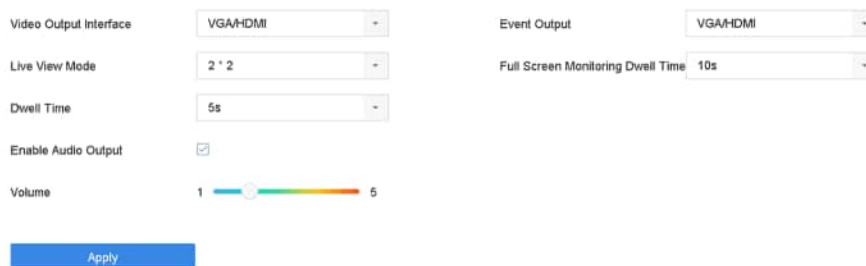 Video Output Interface VGA/HDMI Event Output VGA/HDMI
Live View Mode 2 * 2 Full Screen Monitoring Dwell Time 10s
Dwell Time 5s
Enable Audio Output
Volume 1 5
Apply